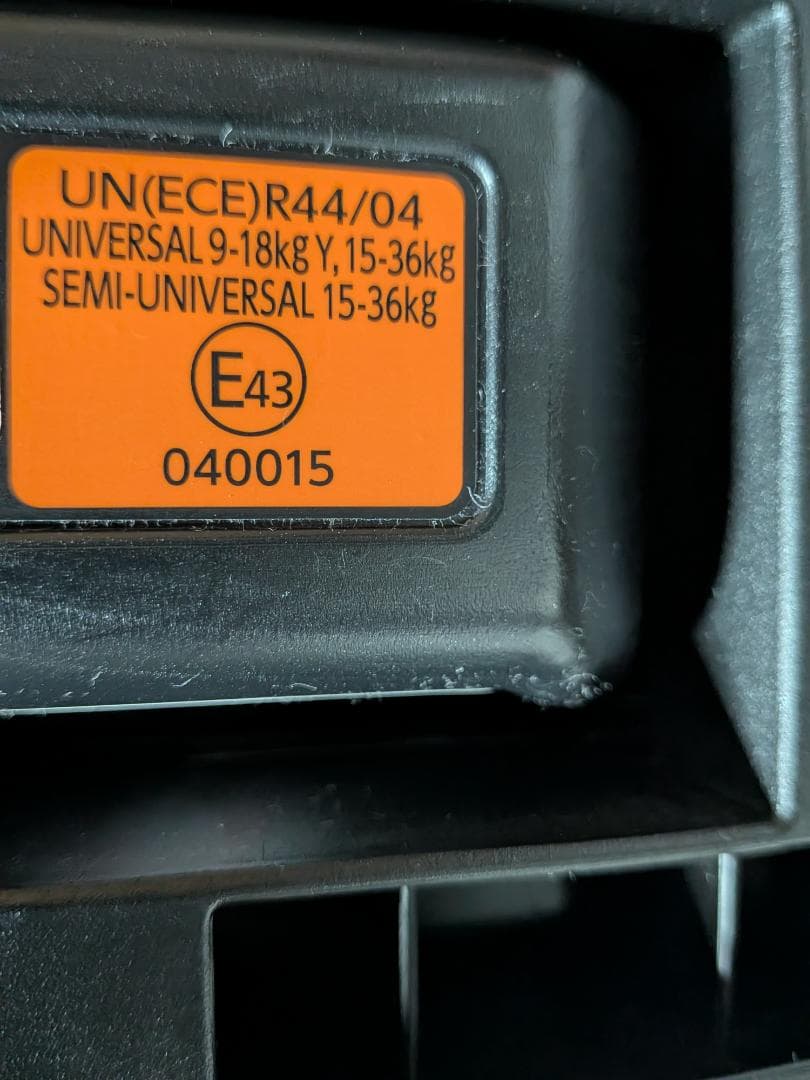 UN(ECE)R44/04
UNIVERSAL 9-18kg Y, 15-36kg
SEMI-UNIVERSAL 15-36kg
E43
040015